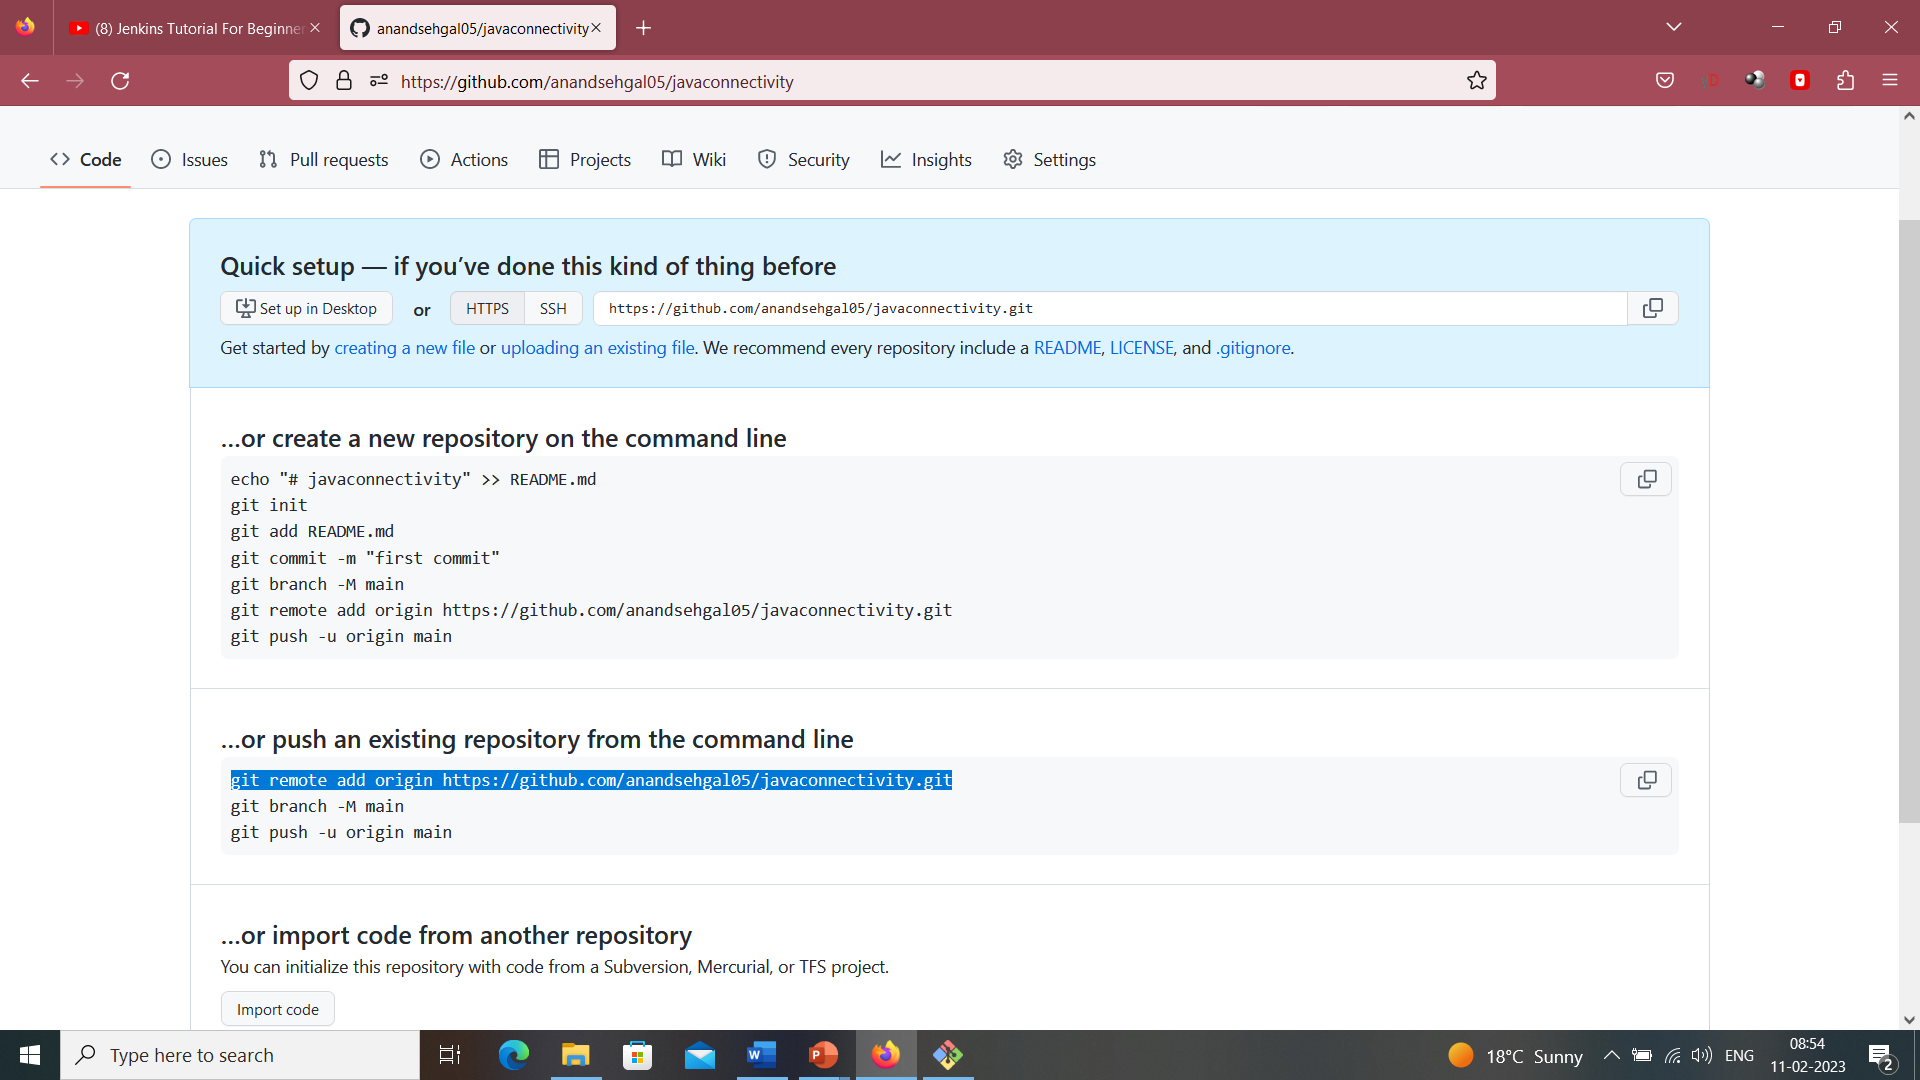 (8) Jenkins Tutorial For Beginner
anandsehgal05/javaconnectivity
https://github.com/anandsehgal05/javaconnectivity
Code Issues Pull requests Actions Projects Wiki Security Insights Settings
Quick setup — if you’ve done this kind of thing before
Set up in Desktop or HTTPS SSH https://github.com/anandsehgal05/javaconnectivity.git
Get started by creating a new file or uploading an existing file. We recommend every repository include a README, LICENSE, and .gitignore.
…or create a new repository on the command line
echo "# javaconnectivity" >> README.md
git init
git add README.md
git commit -m "first commit"
git branch -M main
git remote add origin https://github.com/anandsehgal05/javaconnectivity.git
git push -u origin main
…or push an existing repository from the command line
git remote add origin https://github.com/anandsehgal05/javaconnectivity.git
git branch -M main
git push -u origin main
…or import code from another repository
You can initialize this repository with code from a Subversion, Mercurial, or TFS project.
Import code
Type here to search
18°C Sunny
ENG
08:54
11-02-2023
2